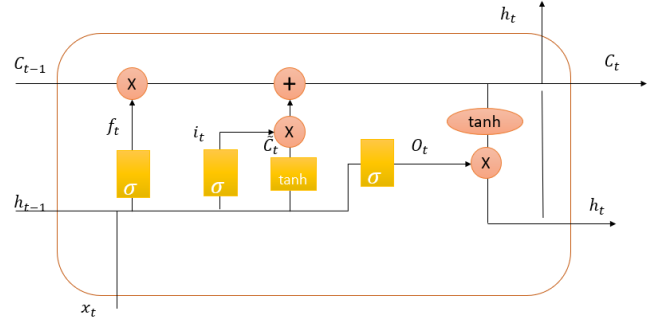 h_t
C_{t-1}
X
+
C_t
f_t
i_t
X
C̃_t
tanh
O_t
X
σ
σ
tanh
σ
h_{t-1}
h_t
x_t